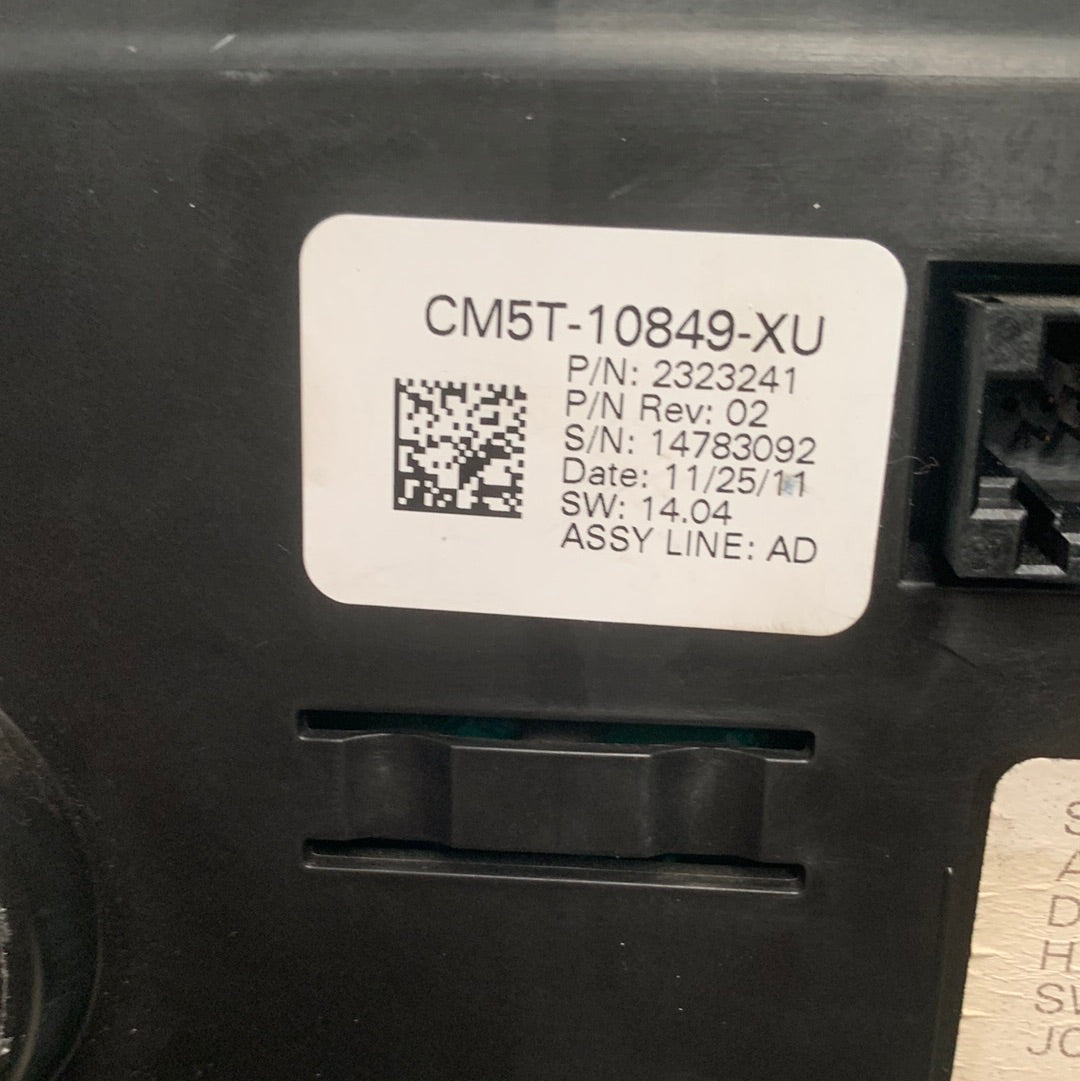 CM5T-10849-XU
P/N: 2323241
P/N Rev: 02
S/N: 14783092
Date: 11/25/11
SW: 14.04
ASSY LINE: AD